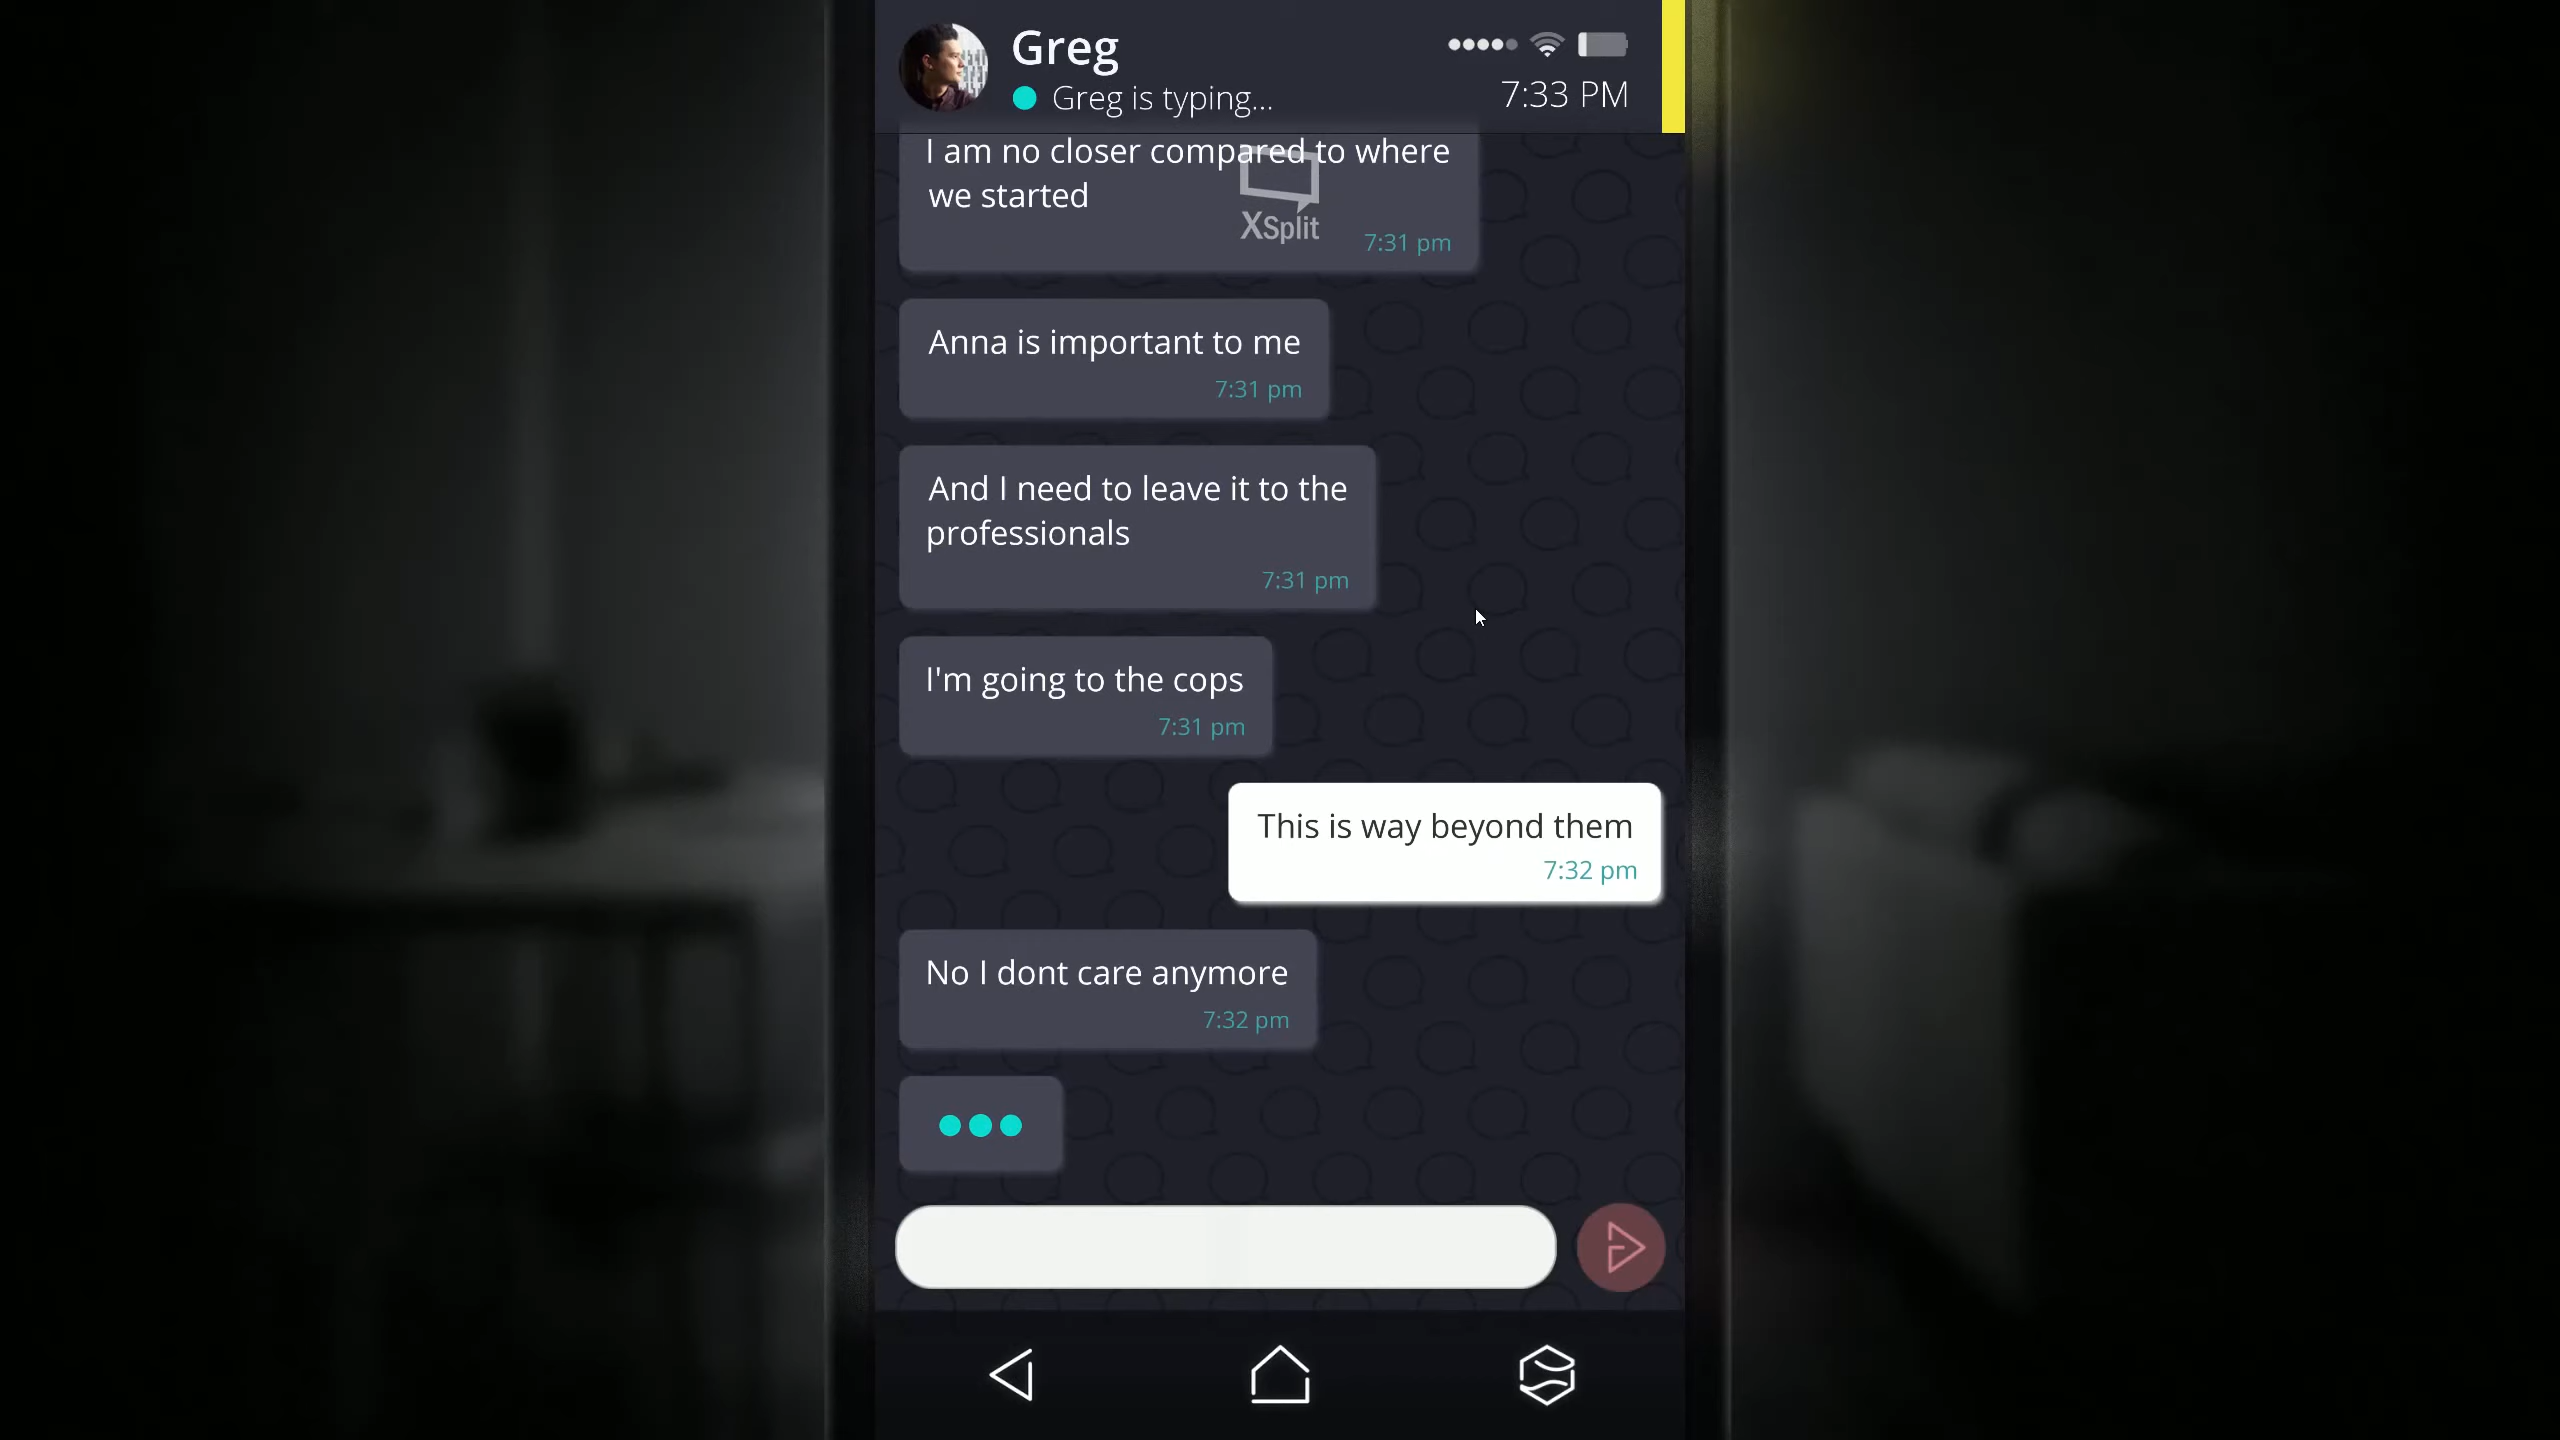 Greg
Greg is typing...
7:33 PM
I am no closer compared to where
we started
XSplit
7:31 pm
Anna is important to me
7:31 pm
And I need to leave it to the
professionals
7:31 pm
I'm going to the cops
7:31 pm
This is way beyond them
7:32 pm
No I dont care anymore
7:32 pm